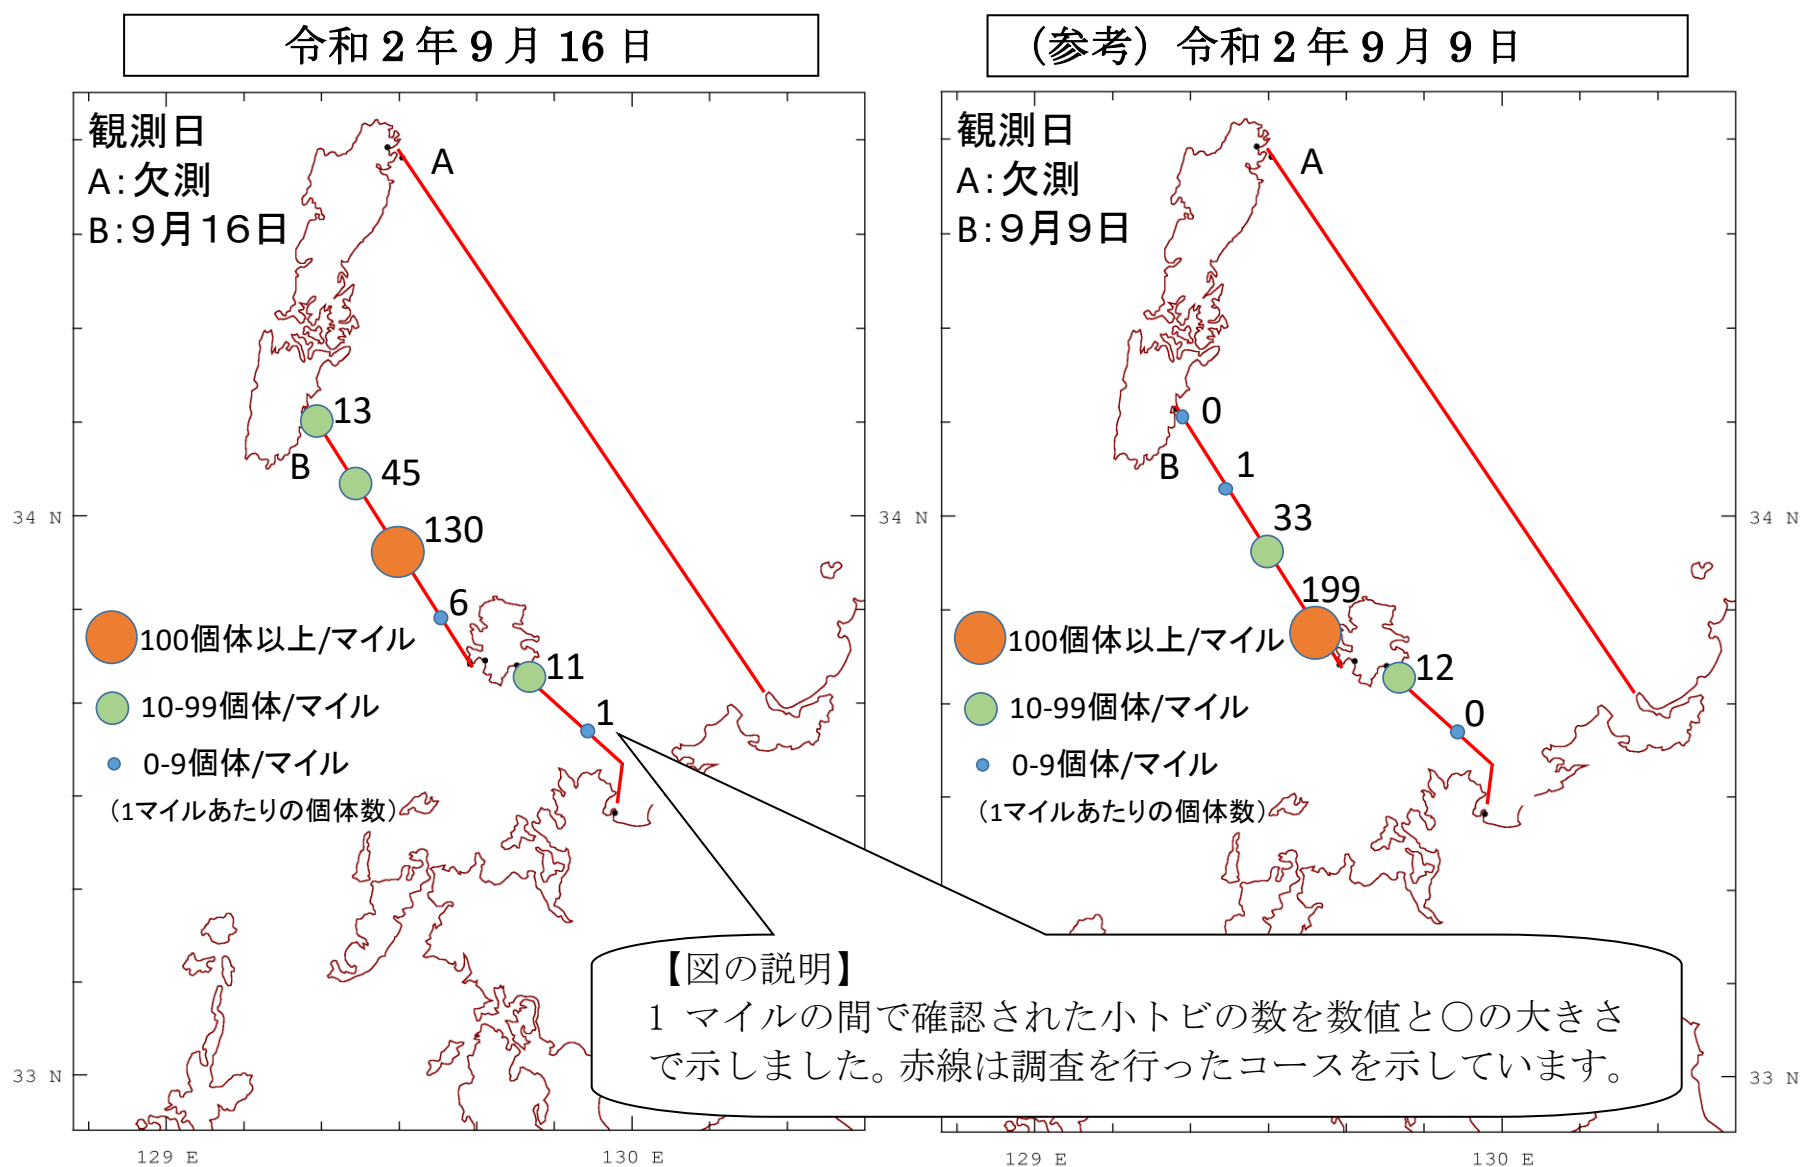 令和2年9月16日
観測日
A:欠測
B:９月１６日
A
13
B
45
130
6
11
1
34 N
100個体以上/マイル
10-99個体/マイル
0-9個体/マイル
（1マイルあたりの個体数）
33 N
129 E
130 E
（参考）令和2年9月9日
観測日
A:欠測
B:９月９日
A
0
B
1
33
199
12
0
34 N
34 N
100個体以上/マイル
10-99個体/マイル
0-9個体/マイル
（1マイルあたりの個体数）
33 N
129 E
130 E
【図の説明】
1 マイルの間で確認された小トビの数を数値と○の大きさ
で示しました。赤線は調査を行ったコースを示しています。